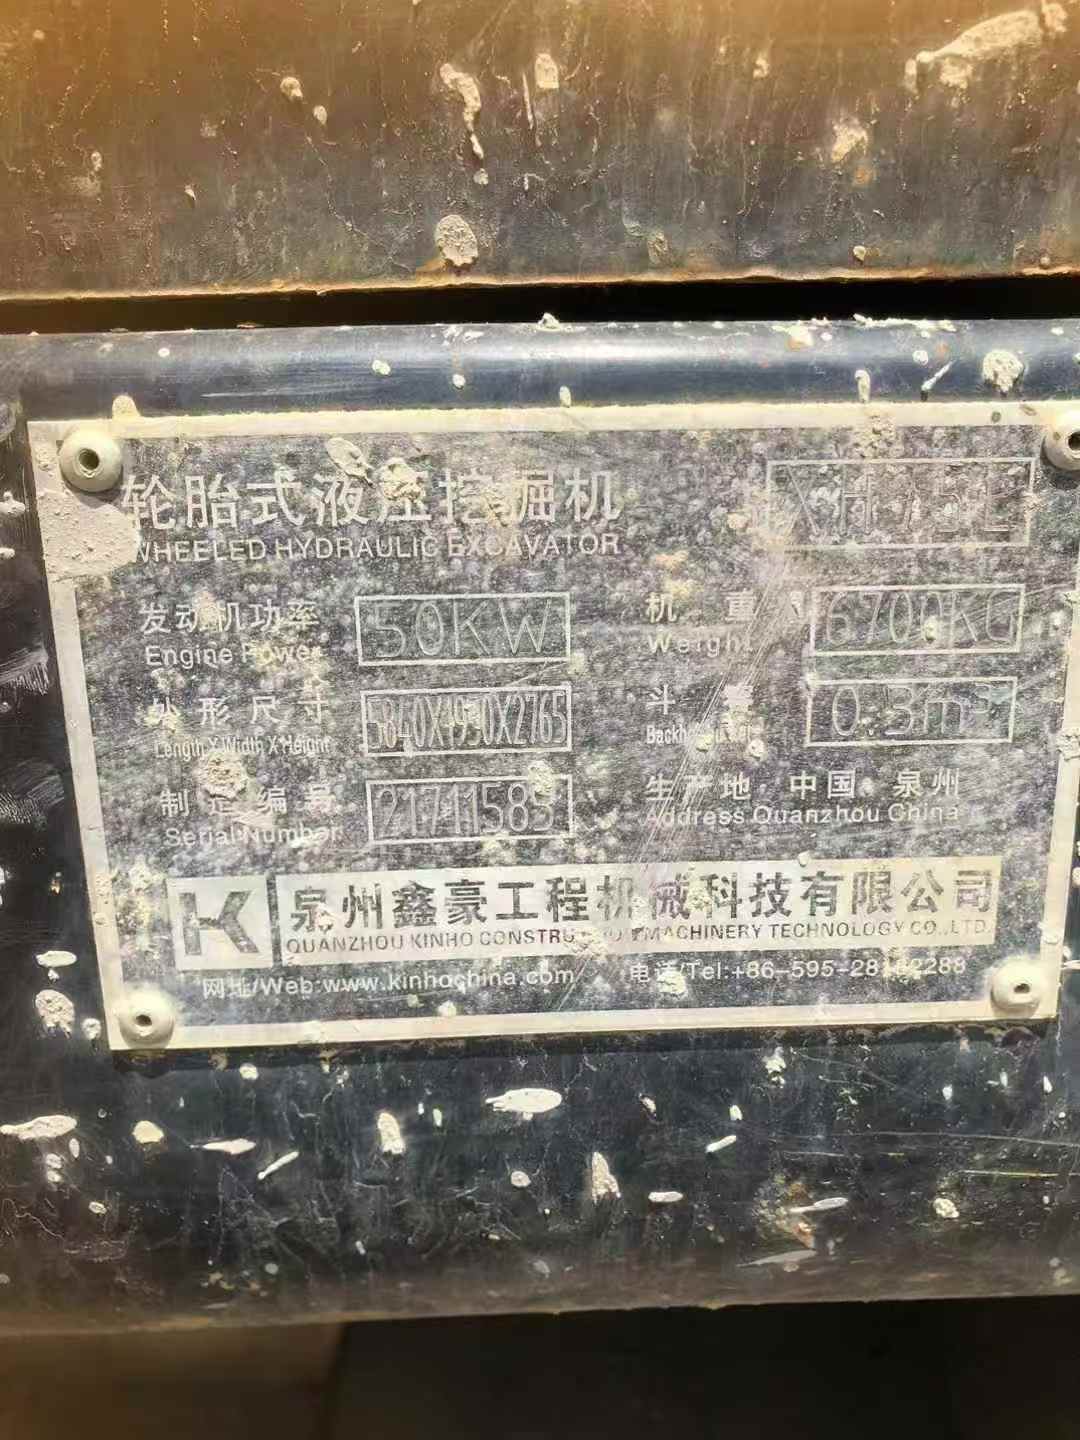 轮胎式液压挖掘机
WHEELED HYDRAULIC EXCAVATOR
发动机功率 50KW
Engine Power
机 重 6700KG
Weight
外形尺寸 5840X1950X2765
Length X Width X Height
斗 0.3m³
制造编号 21711585
Serial Number
生产地 中国 泉州
Address Quanzhou China
K 泉州鑫豪工程机械科技有限公司
QUANZHOU KINHO CONSTRUCTION MACHINERY TECHNOLOGY CO.,LTD.
网址/Web:www.kinhochina.com 电话/Tel:+86-595-28182288